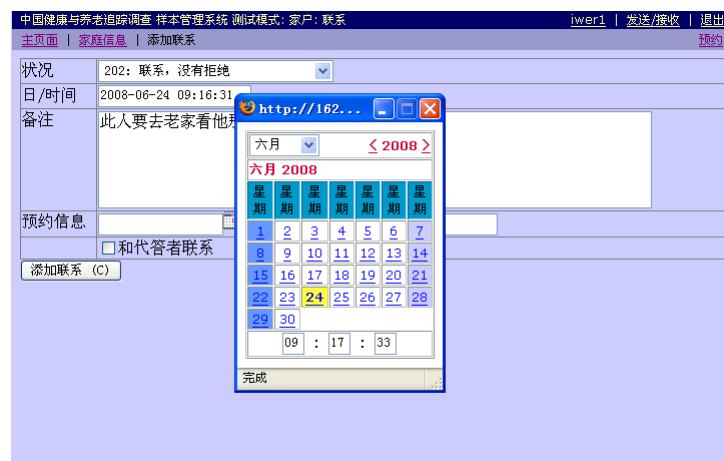 中国健康与养老追踪调查 样本管理系统 测试模式: 家户: 联系 iwer1 | 发送/接收 | 退出
主页面 | 家庭信息 | 添加联系 预约
状况 202: 联系，没有拒绝
日/时间 2008-06-24 09:16:31
备注 此人要去老家看他
http://162...
六月 < 2008 >
六月 2008
星期 星期 星期 星期 星期 星期 星期
1 2 3 4 5 6 7
8 9 10 11 12 13 14
15 16 17 18 19 20 21
22 23 24 25 26 27 28
29 30
09 : 17 : 33
完成
预约信息
和代答者联系
添加联系 (C)